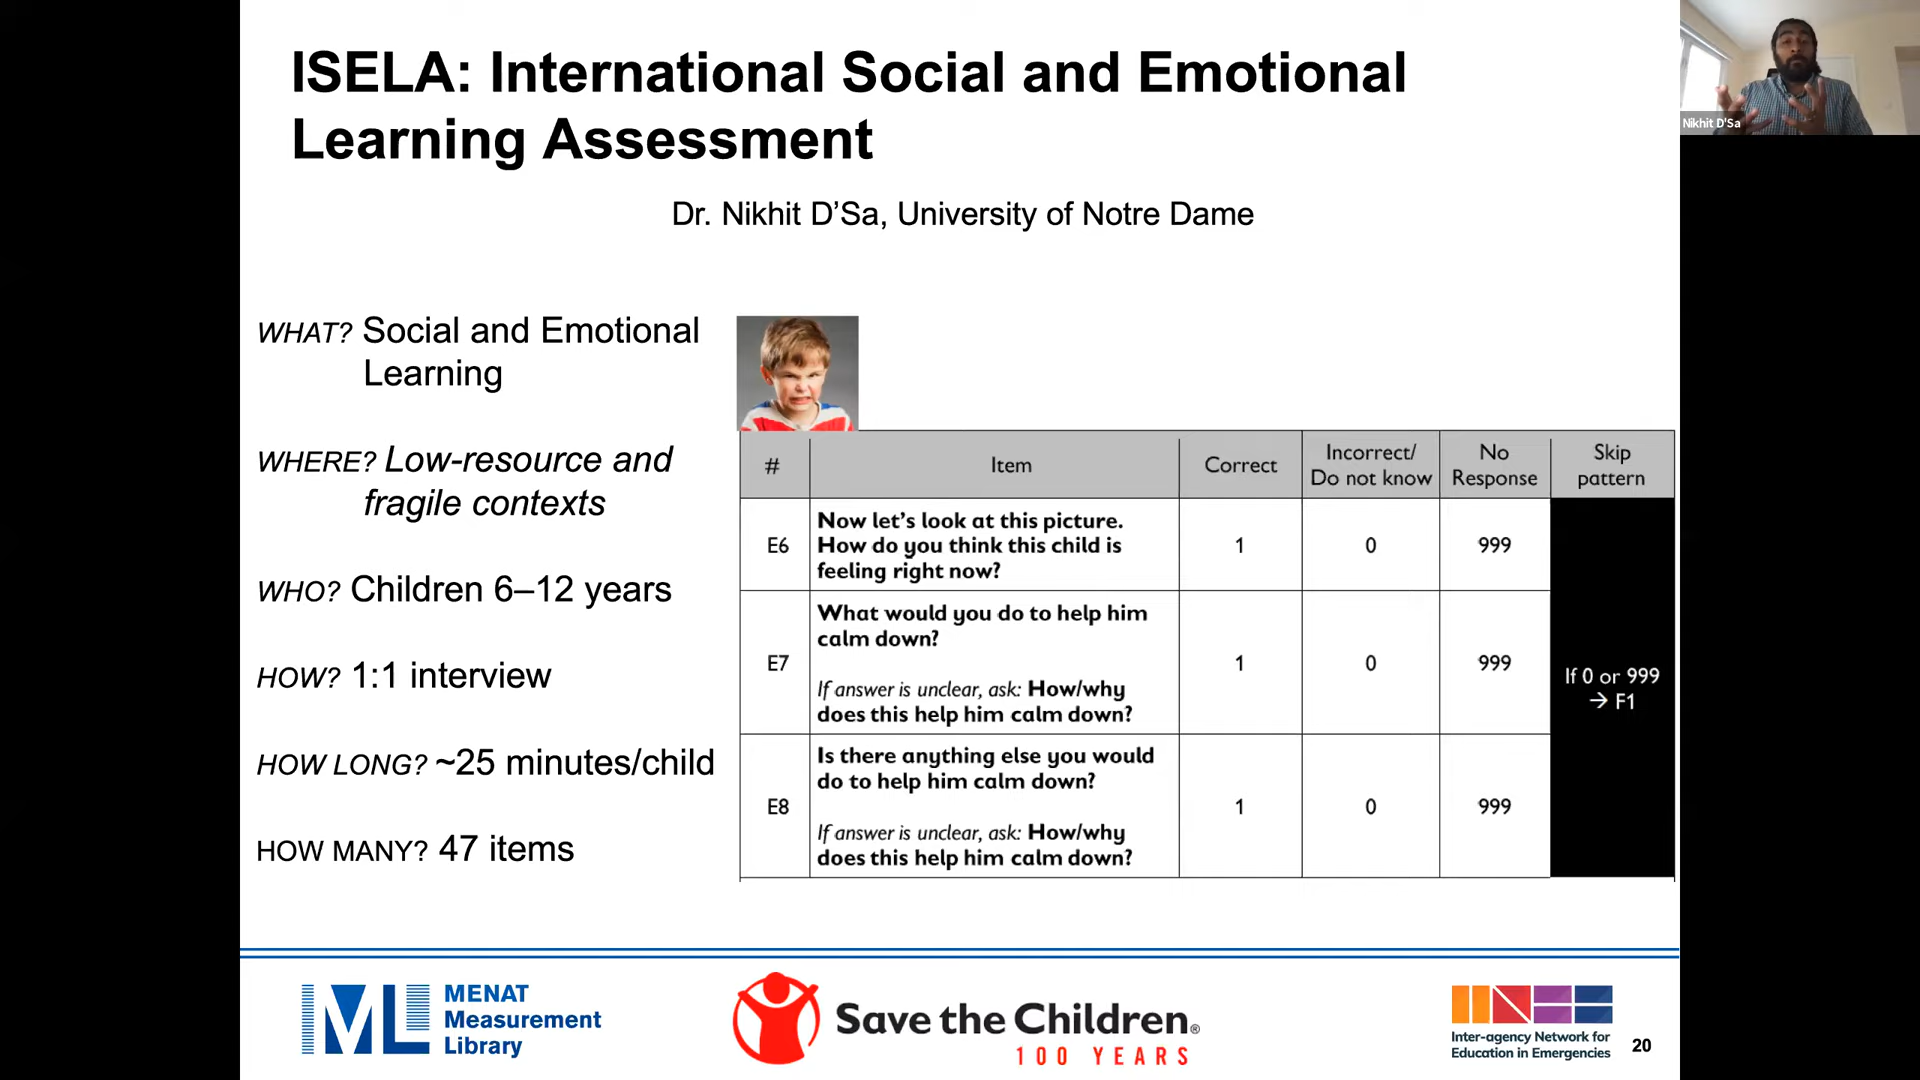 ISELA: International Social and Emotional
Learning Assessment
Dr. Nikhit D’Sa, University of Notre Dame
WHAT? Social and Emotional
Learning
WHERE? Low-resource and
fragile contexts
WHO? Children 6–12 years
HOW? 1:1 interview
HOW LONG? ~25 minutes/child
HOW MANY? 47 items
# Item Correct Incorrect/ Do not know No Response Skip pattern
E6 Now let’s look at this picture.
How do you think this child is
feeling right now?
1 0 999
E7 What would you do to help him
calm down?
If answer is unclear, ask: How/why
does this help him calm down?
1 0 999
E8 Is there anything else you would
do to help him calm down?
If answer is unclear, ask: How/why
does this help him calm down?
1 0 999
If 0 or 999
→ F1
ML
MENAT
Measurement
Library
Save the Children®
100 YEARS
INEE
Inter-agency Network for
Education in Emergencies
20
Nikhit D'Sa